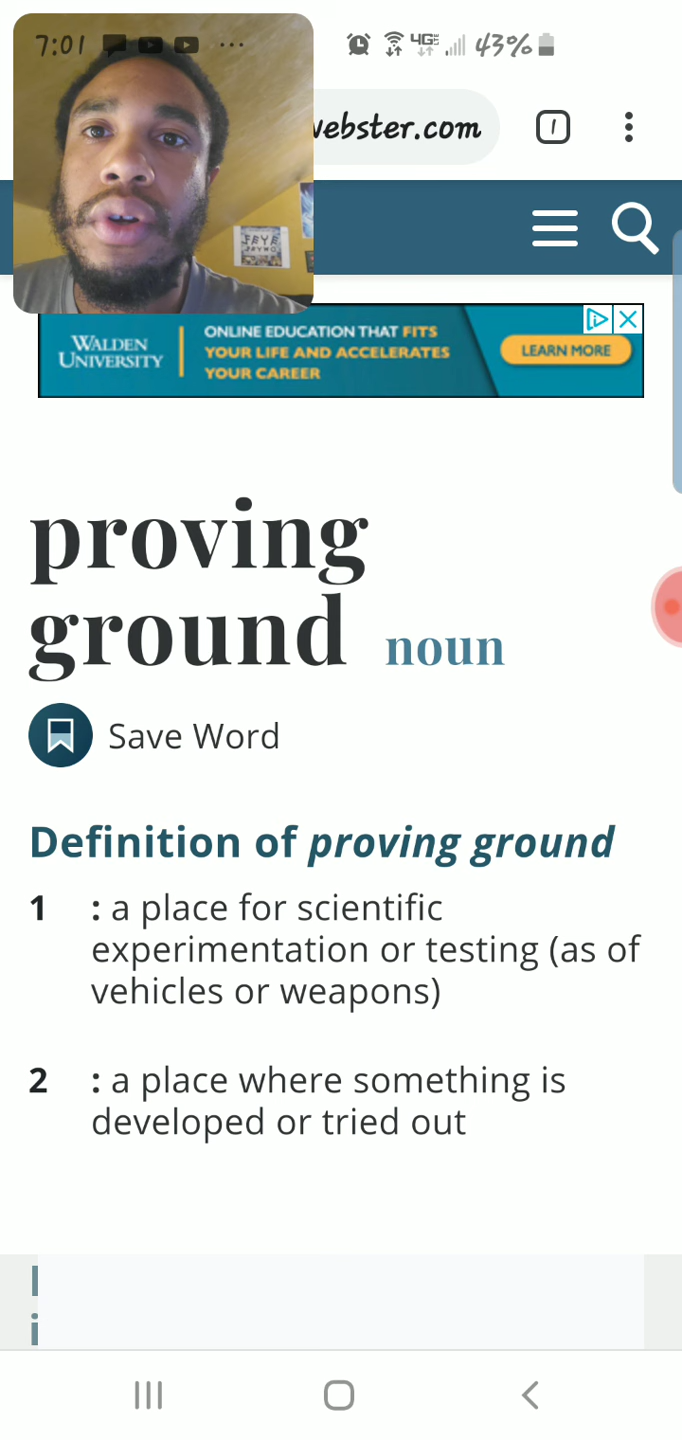 7:01
4G
43%
webster.com
1
WALDEN
UNIVERSITY
ONLINE EDUCATION THAT FITS
YOUR LIFE AND ACCELERATES
YOUR CAREER
LEARN MORE
proving
ground noun
Save Word
Definition of proving ground
1 : a place for scientific
experimentation or testing (as of
vehicles or weapons)
2 : a place where something is
developed or tried out